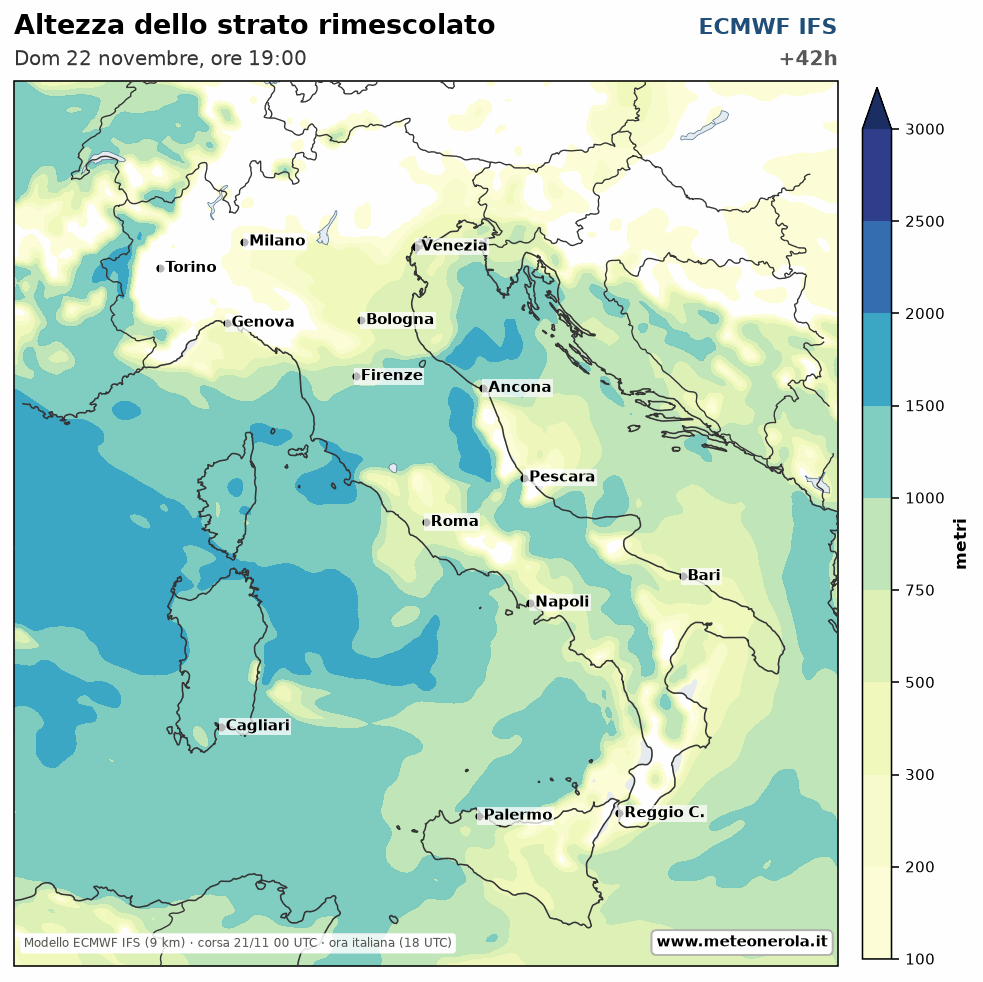 Altezza dello strato rimescolato
ECMWF IFS
Dom 22 novembre, ore 19:00
+42h
3000
2500
2000
1500
1000
750
500
300
200
100
metri
Milano
Venezia
Torino
Genova
Bologna
Firenze
Ancona
Pescara
Roma
Bari
Napoli
Cagliari
Palermo
Reggio C.
Modello ECMWF IFS (9 km) · corsa 21/11 00 UTC · ora italiana (18 UTC)
www.meteonerola.it